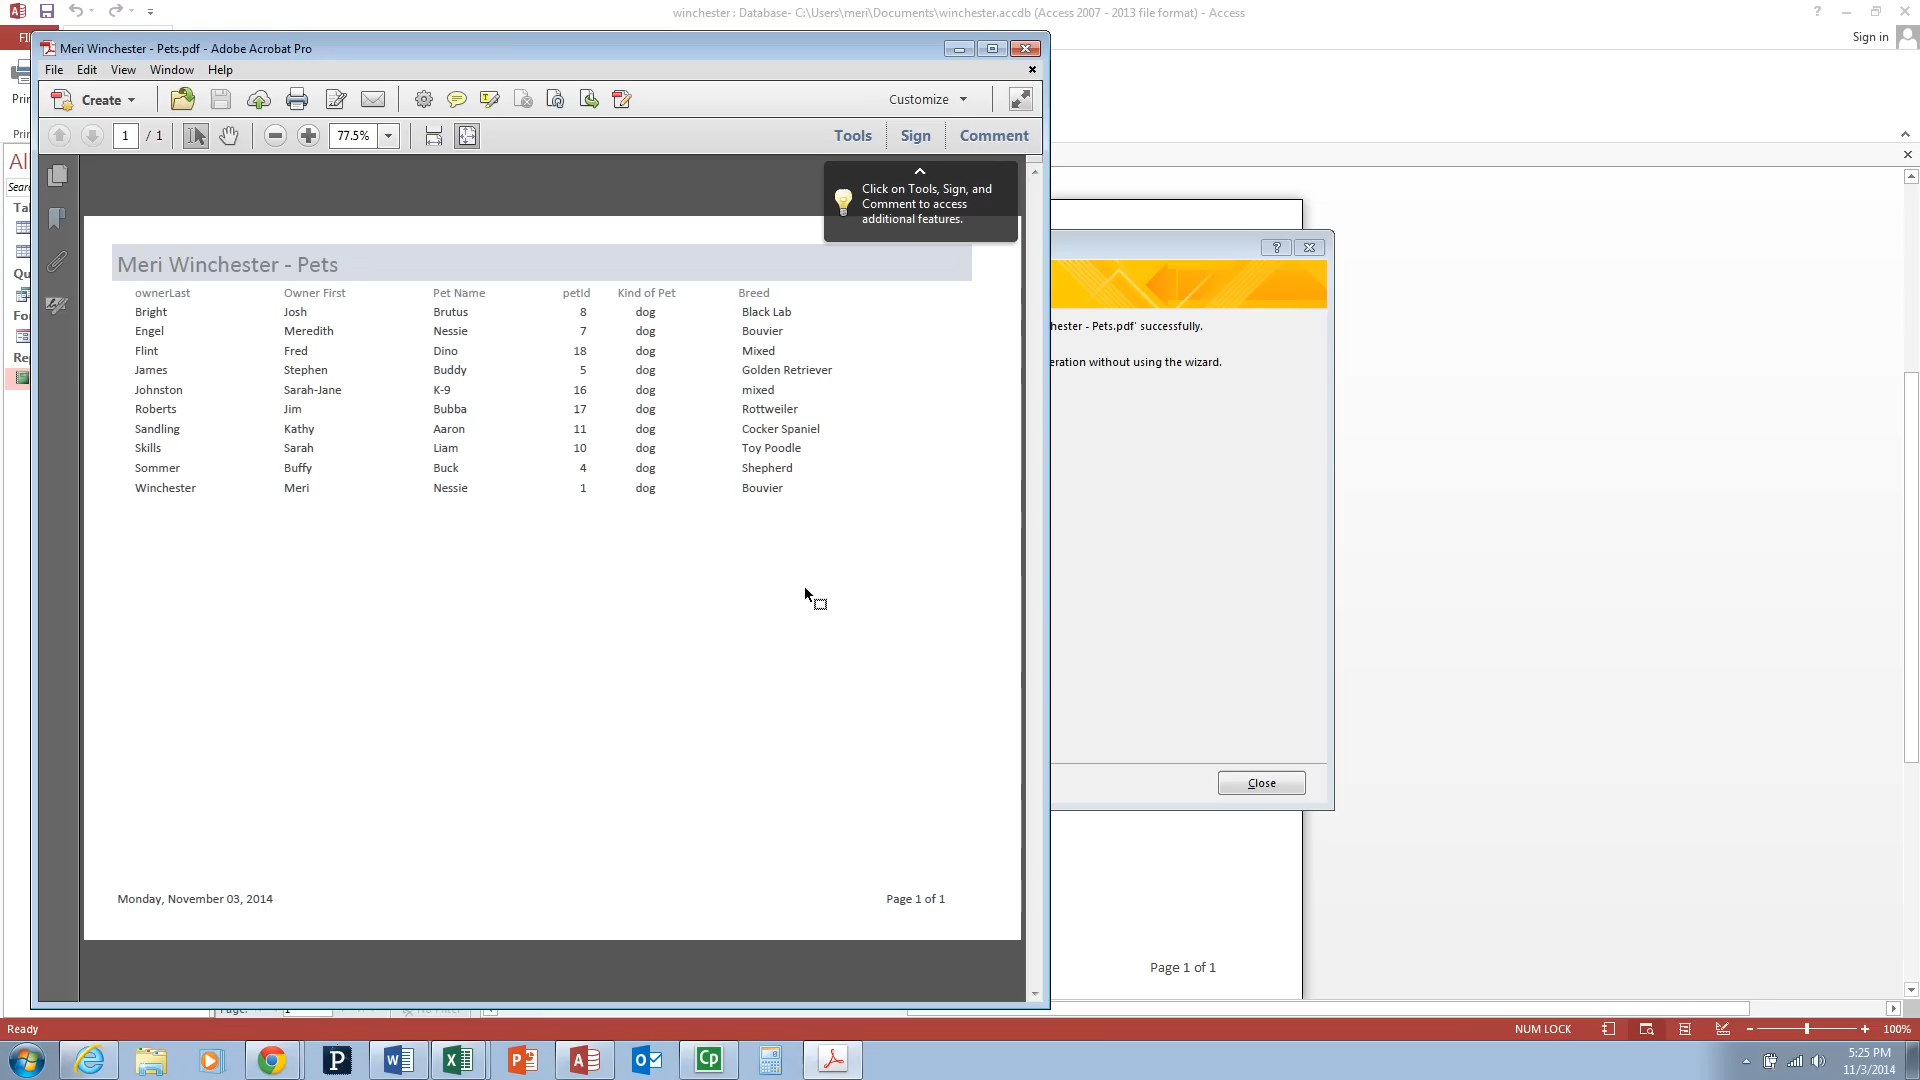 winchester : Database- C:\Users\meri\Documents\winchester.accdb (Access 2007 - 2013 file format) - Access
Sign in
Meri Winchester - Pets.pdf - Adobe Acrobat Pro
File Edit View Window Help
Create
Customize
1 / 1
77.5%
Tools Sign Comment
Click on Tools, Sign, and
Comment to access
additional features.
Meri Winchester - Pets
ownerLast Owner First Pet Name petId Kind of Pet Breed
Bright Josh Brutus 8 dog Black Lab
Engel Meredith Nessie 7 dog Bouvier
Flint Fred Dino 18 dog Mixed
James Stephen Buddy 5 dog Golden Retriever
Johnston Sarah-Jane K-9 16 dog mixed
Roberts Jim Bubba 17 dog Rottweiler
Sandling Kathy Aaron 11 dog Cocker Spaniel
Skills Sarah Liam 10 dog Toy Poodle
Sommer Buffy Buck 4 dog Shepherd
Winchester Meri Nessie 1 dog Bouvier
Monday, November 03, 2014
Page 1 of 1
hester - Pets.pdf' successfully.
eration without using the wizard.
Close
Page 1 of 1
Ready
NUM LOCK
100%
5:25 PM
11/3/2014